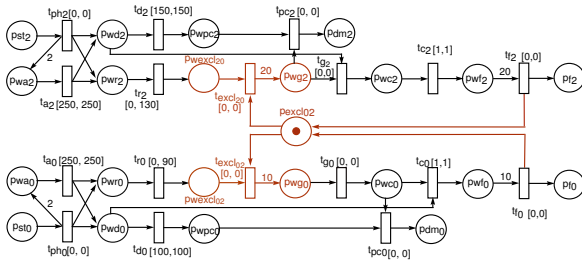 tph2[0, 0] td2 [150,150] tpc2 [0, 0]
pst2 pwd2 pwpc2 pdm2
2 pwexcl20 tg2 [0,0] tc2 [1,1] tf2 [0,0]
pwa2 pwr2 20 pwg2 pwc2 pwf2 20 pf2
ta2 [250, 250] tr2 [0, 130] texcl20 [0, 0]
pexcl02
ta0 [250, 250] tr0 [0, 90] texcl02 [0, 0] tg0 [0, 0] tc0[1,1]
pwa0 pwr0 10 pwg0 pwc0 pwf0 10 pf0
2 pwexcl02
tf0 [0,0]
pst0 pwd0 pwpc0 pdm0
tph0[0, 0] td0 [100,100] tpc0[0, 0]